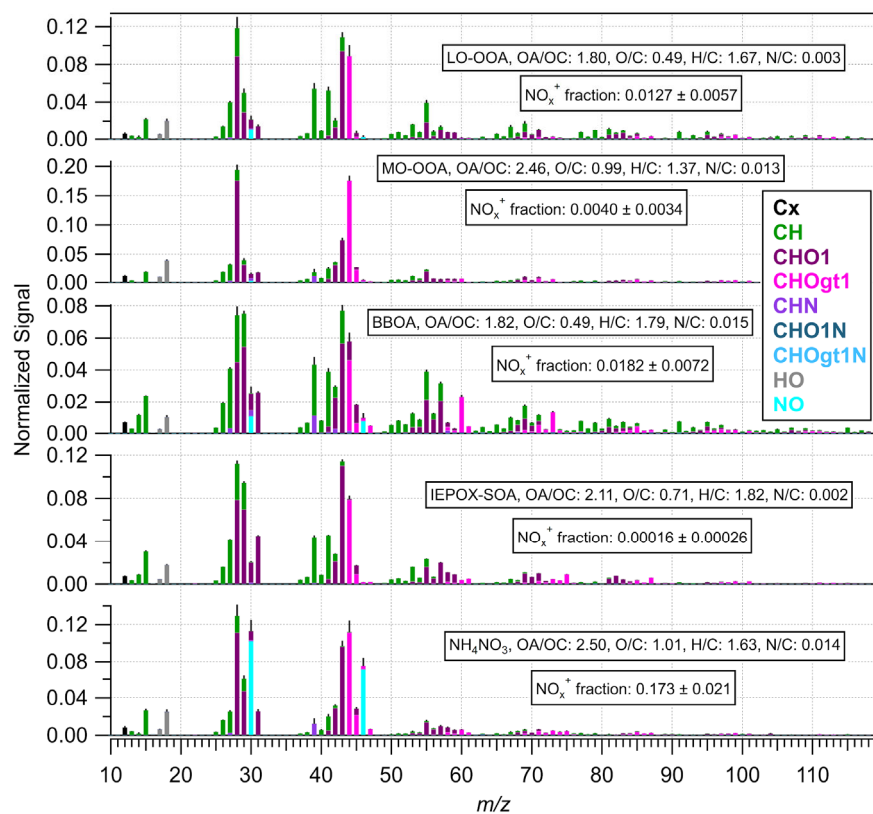 0.12
0.08
0.04
0.00
LO-OOA, OA/OC: 1.80, O/C: 0.49, H/C: 1.67, N/C: 0.003
NOx+ fraction: 0.0127 ± 0.0057
0.20
0.15
0.10
0.05
0.00
MO-OOA, OA/OC: 2.46, O/C: 0.99, H/C: 1.37, N/C: 0.013
NOx+ fraction: 0.0040 ± 0.0034
Cx
CH
CHO1
CHOgt1
CHN
CHO1N
CHOgt1N
HO
NO
Normalized Signal
0.08
0.06
0.04
0.02
0.00
BBOA, OA/OC: 1.82, O/C: 0.49, H/C: 1.79, N/C: 0.015
NOx+ fraction: 0.0182 ± 0.0072
0.12
0.08
0.04
0.00
IEPOX-SOA, OA/OC: 2.11, O/C: 0.71, H/C: 1.82, N/C: 0.002
NOx+ fraction: 0.00016 ± 0.00026
0.12
0.08
0.04
0.00
NH4NO3, OA/OC: 2.50, O/C: 1.01, H/C: 1.63, N/C: 0.014
NOx+ fraction: 0.173 ± 0.021
10 20 30 40 50 60 70 80 90 100 110
m/z